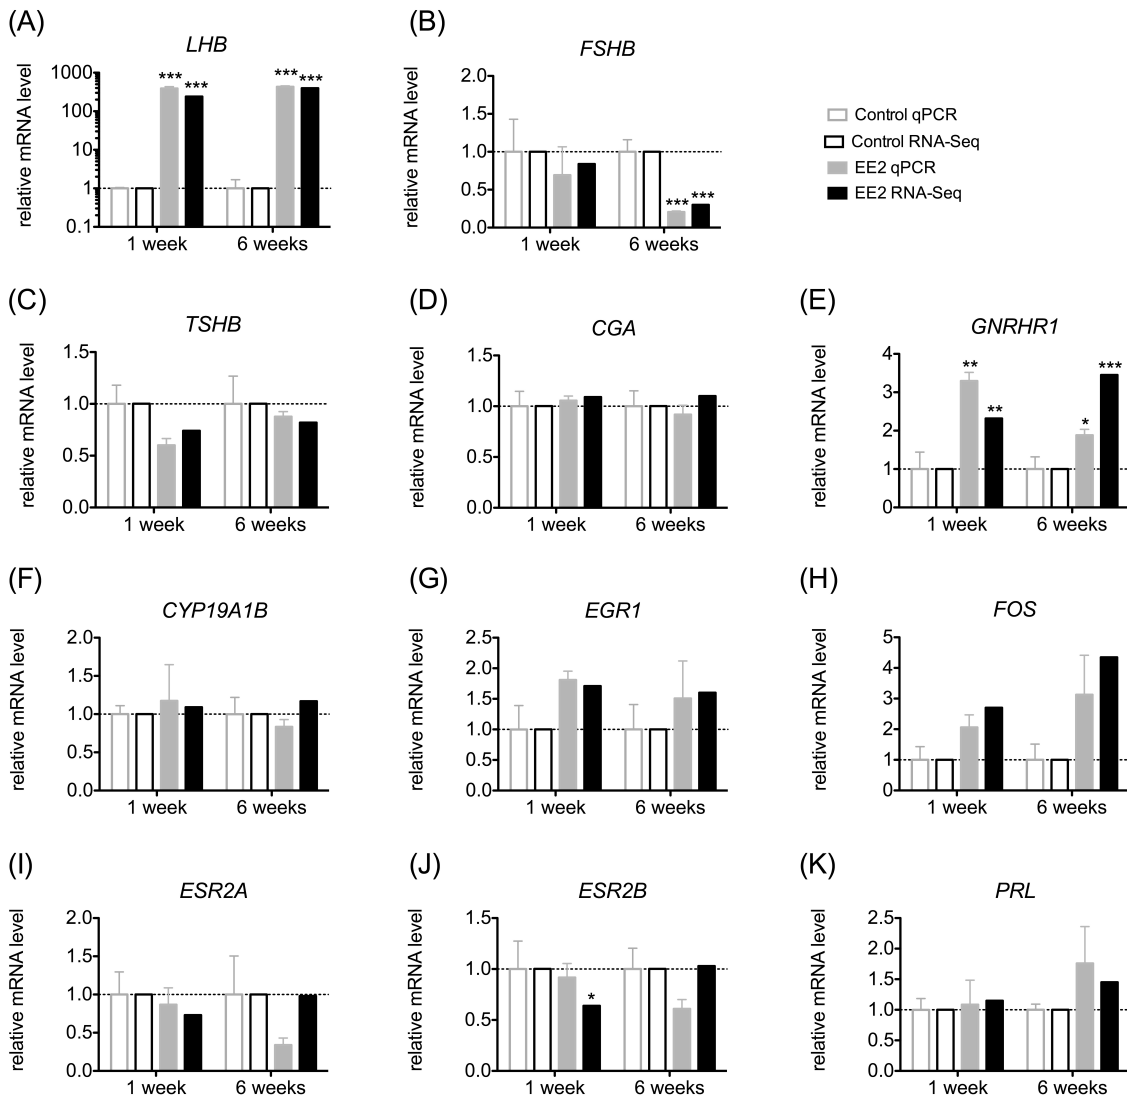 (A)
LHB
relative mRNA level
1000
100
10
1
0.1
*** *** *** ***
1 week 6 weeks
(B)
FSHB
relative mRNA level
2.0
1.5
1.0
0.5
0.0
*** ***
1 week 6 weeks
Control qPCR
Control RNA-Seq
EE2 qPCR
EE2 RNA-Seq
(C)
TSHB
relative mRNA level
1.5
1.0
0.5
0.0
1 week 6 weeks
(D)
CGA
relative mRNA level
1.5
1.0
0.5
0.0
1 week 6 weeks
(E)
GNRHR1
relative mRNA level
4
3
2
1
0
** ** * ***
1 week 6 weeks
(F)
CYP19A1B
relative mRNA level
2.0
1.5
1.0
0.5
0.0
1 week 6 weeks
(G)
EGR1
relative mRNA level
2.5
2.0
1.5
1.0
0.5
0.0
1 week 6 weeks
(H)
FOS
relative mRNA level
5
4
3
2
1
0
1 week 6 weeks
(I)
ESR2A
relative mRNA level
2.0
1.5
1.0
0.5
0.0
1 week 6 weeks
(J)
ESR2B
relative mRNA level
1.5
1.0
0.5
0.0
*
1 week 6 weeks
(K)
PRL
relative mRNA level
2.5
2.0
1.5
1.0
0.5
0.0
1 week 6 weeks